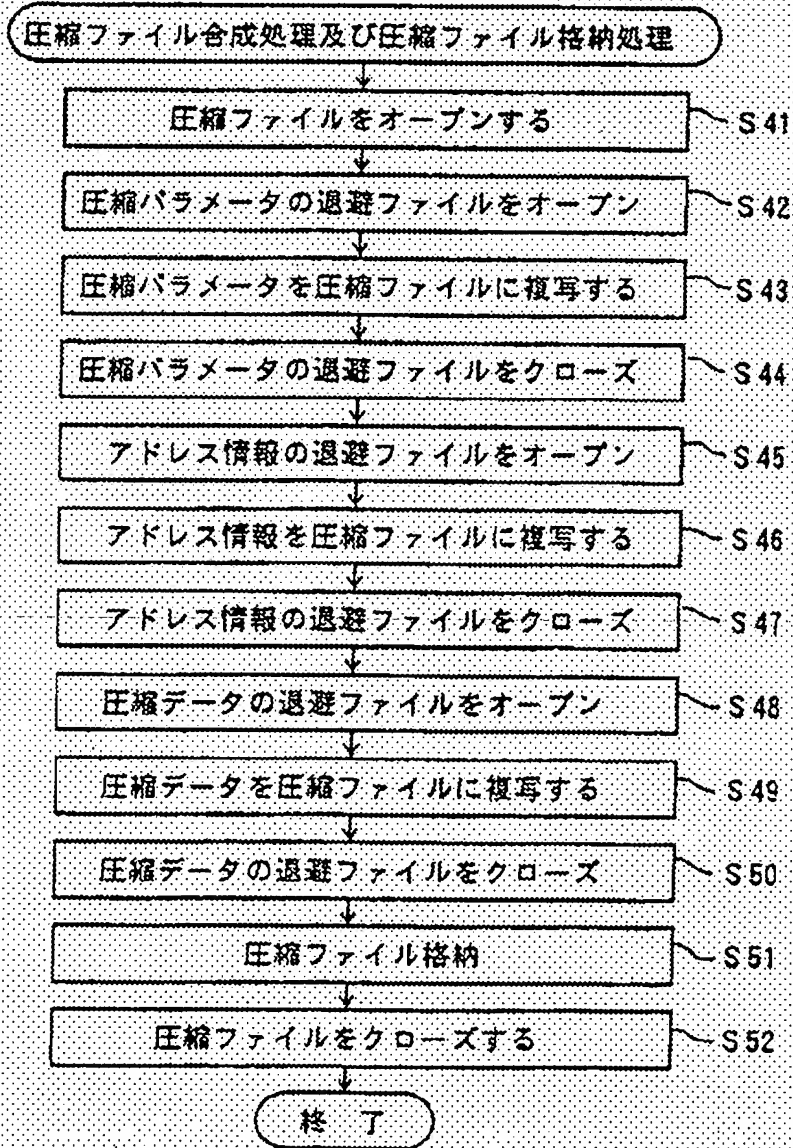 圧縮ファイル合成処理及び圧縮ファイル格納処理
圧縮ファイルをオープンする S41
圧縮パラメータの退避ファイルをオープン S42
圧縮パラメータを圧縮ファイルに複写する S43
圧縮パラメータの退避ファイルをクローズ S44
アドレス情報の退避ファイルをオープン S45
アドレス情報を圧縮ファイルに複写する S46
アドレス情報の退避ファイルをクローズ S47
圧縮データの退避ファイルをオープン S48
圧縮データを圧縮ファイルに複写する S49
圧縮データの退避ファイルをクローズ S50
圧縮ファイル格納 S51
圧縮ファイルをクローズする S52
終了